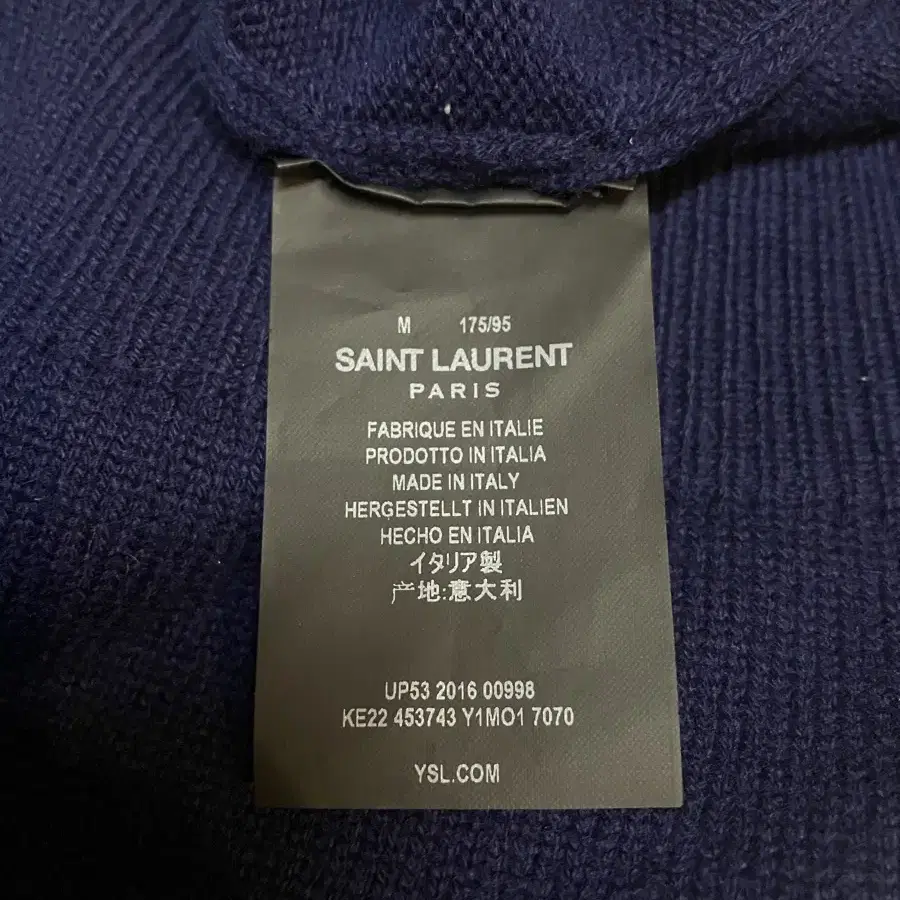 M 175/95
SAINT LAURENT
PARIS
FABRIQUE EN ITALIE
PRODOTTO IN ITALIA
MADE IN ITALY
HERGESTELLT IN ITALIEN
HECHO EN ITALIA
イタリア製
产地:意大利
UP53 2016 00998
KE22 453743 Y1MO1 7070
YSL.COM